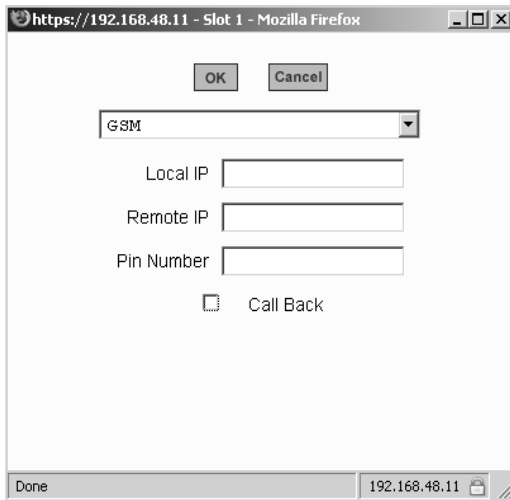 https://192.168.48.11 - Slot 1 - Mozilla Firefox
OK Cancel
GSM
Local IP
Remote IP
Pin Number
Call Back
Done 192.168.48.11